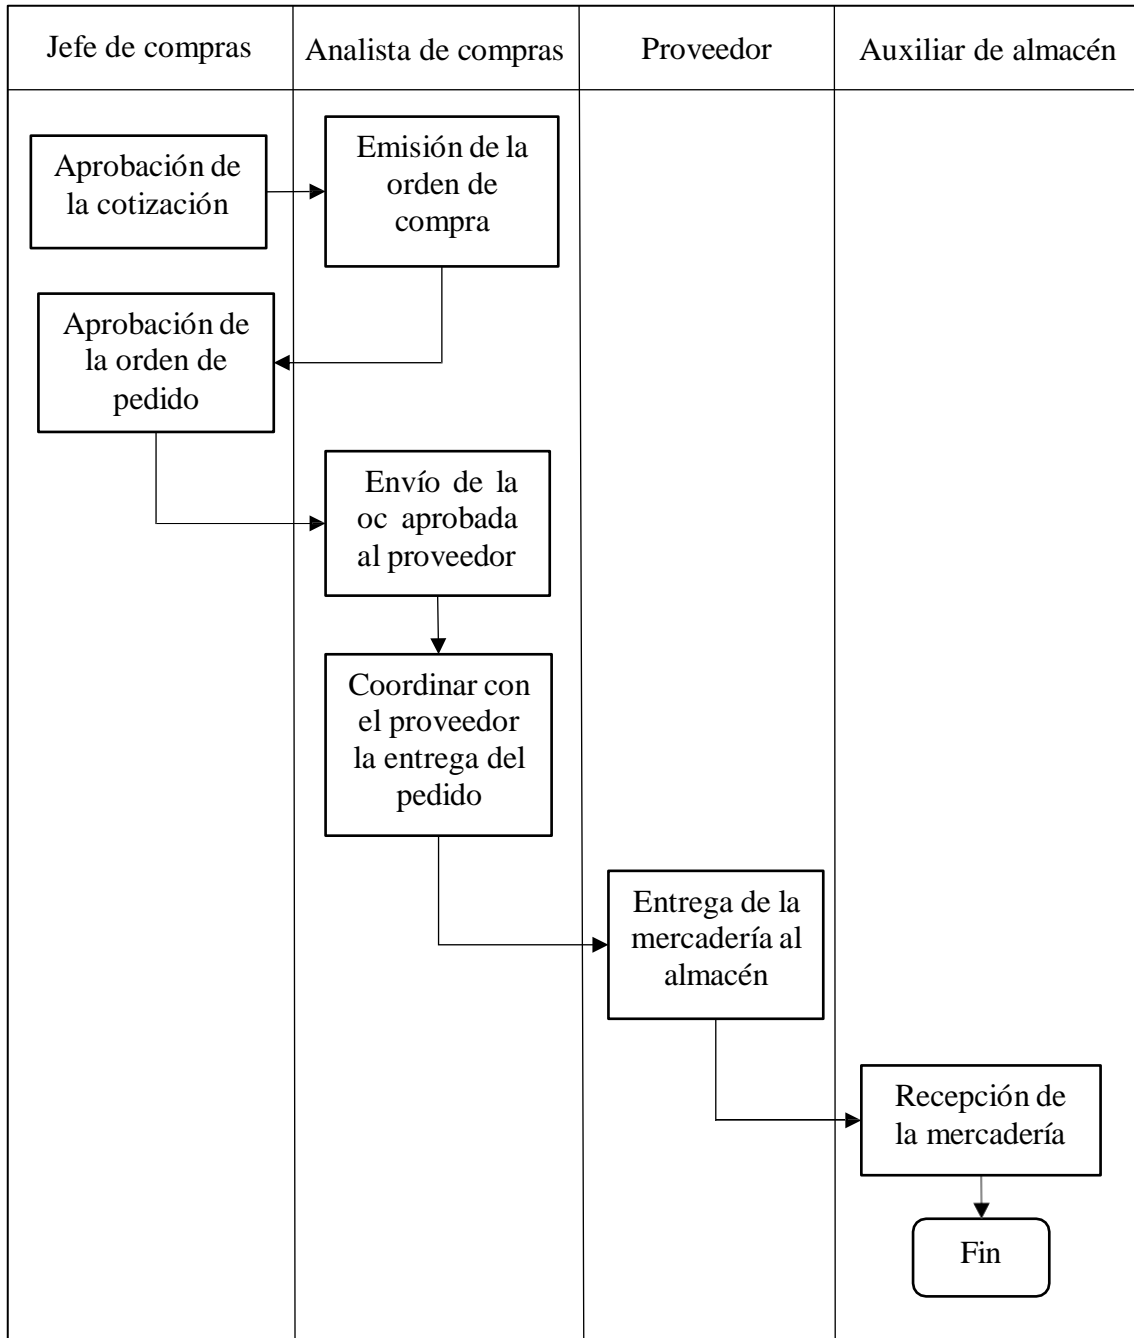 Jefe de compras
Analista de compras
Proveedor
Auxiliar de almacén
Aprobación de
la cotización
Emisión de la
orden de
compra
Aprobación de
la orden de
pedido
Envío de la
oc aprobada
al proveedor
Coordinar con
el proveedor
la entrega del
pedido
Entrega de la
mercadería al
almacén
Recepción de
la mercadería
Fin